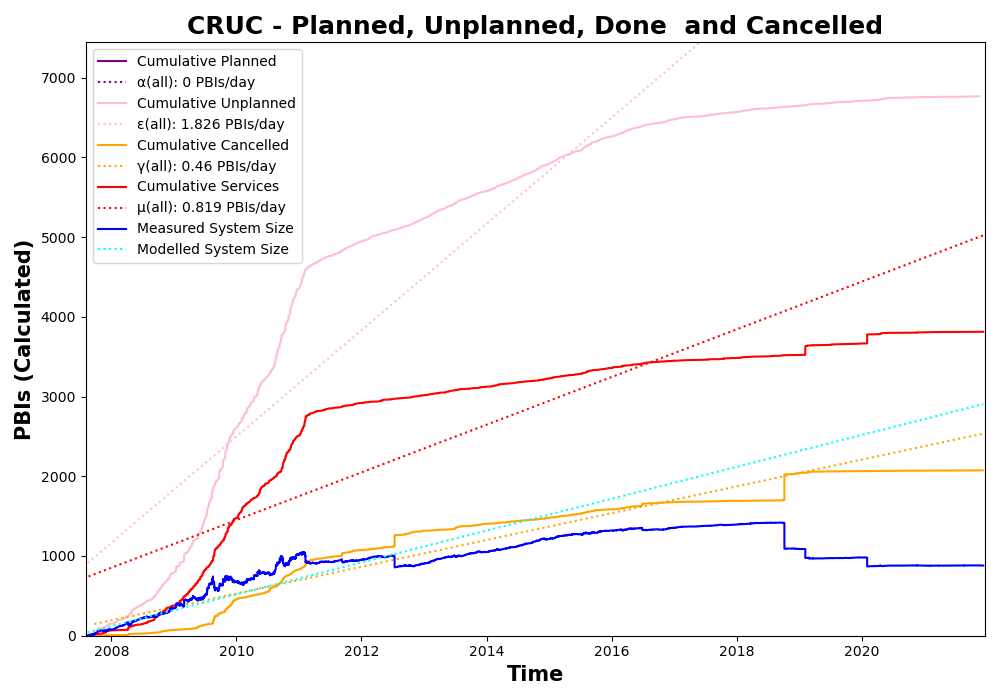 CRUC - Planned, Unplanned, Done  and Cancelled
PBIs (Calculated)
7000
6000
5000
4000
3000
2000
1000
0
Cumulative Planned
α(all): 0 PBIs/day
Cumulative Unplanned
ε(all): 1.826 PBIs/day
Cumulative Cancelled
γ(all): 0.46 PBIs/day
Cumulative Services
μ(all): 0.819 PBIs/day
Measured System Size
Modelled System Size
2008 2010 2012 2014 2016 2018 2020
Time